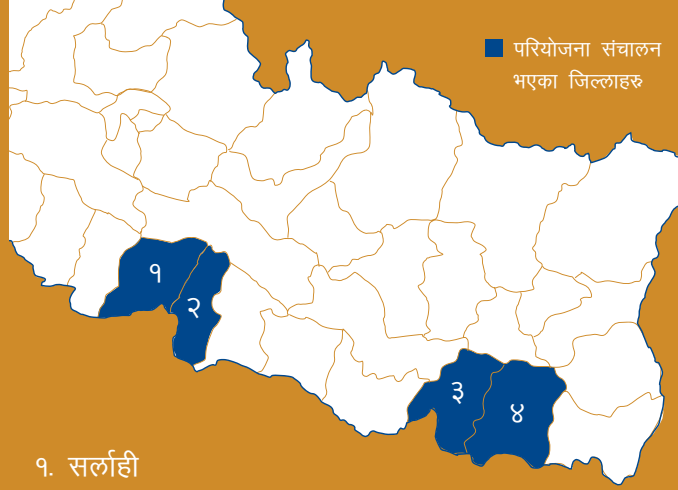 परियोजना संचालन
भएका जिल्लाहरु
१
२
३
४
१. सर्लाही